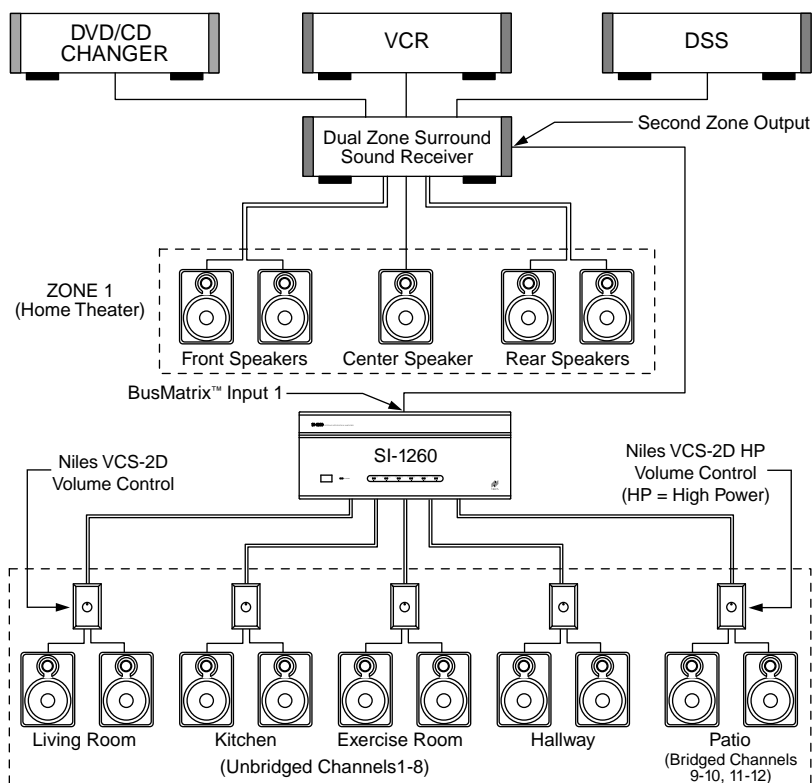 DVD/CD
CHANGER
VCR
DSS
Second Zone Output
Dual Zone Surround
Sound Receiver
ZONE 1
(Home Theater)
Front Speakers
Center Speaker
Rear Speakers
BusMatrix™ Input 1
SI-1260
Niles VCS-2D
Volume Control
Niles VCS-2D HP
Volume Control
(HP = High Power)
Living Room
Kitchen
Exercise Room
Hallway
Patio
(Unbridged Channels1-8)
(Bridged Channels
9-10, 11-12)